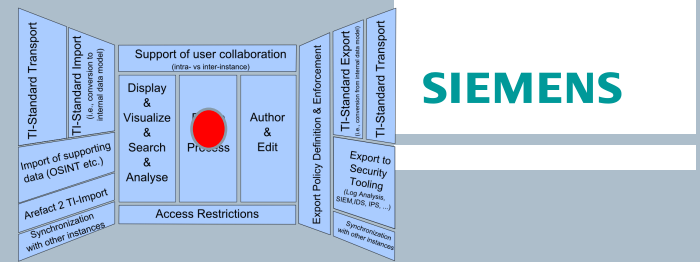 TI-Standard Transport
TI-Standard Import
(i.e., conversion to
internal data model)
Import of supporting
data (OSINT etc.)
Arefact 2 TI-Import
Synchronization
with other instances
Support of user collaboration
(intra- vs inter-instance)
Display
&
Visualize
&
Search
&
Analyse
Process
Author
&
Edit
Access Restrictions
Export Policy Definition & Enforcement
TI-Standard Export
(i.e., conversion from internal data model)
TI-Standard Transport
Export to
Security
Tooling
(Log Analysis,
SIEM,IDS, IPS, ...)
Synchronization
with other instances
SIEMENS